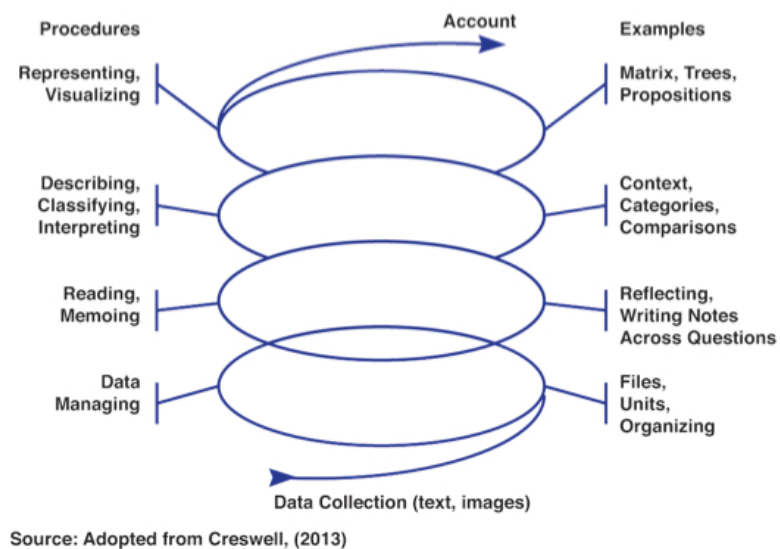 Procedures
Account
Examples
Representing,
Visualizing
Matrix, Trees,
Propositions
Describing,
Classifying,
Interpreting
Context,
Categories,
Comparisons
Reading,
Memoing
Reflecting,
Writing Notes
Across Questions
Data
Managing
Files,
Units,
Organizing
Data Collection (text, images)
Source: Adopted from Creswell, (2013)